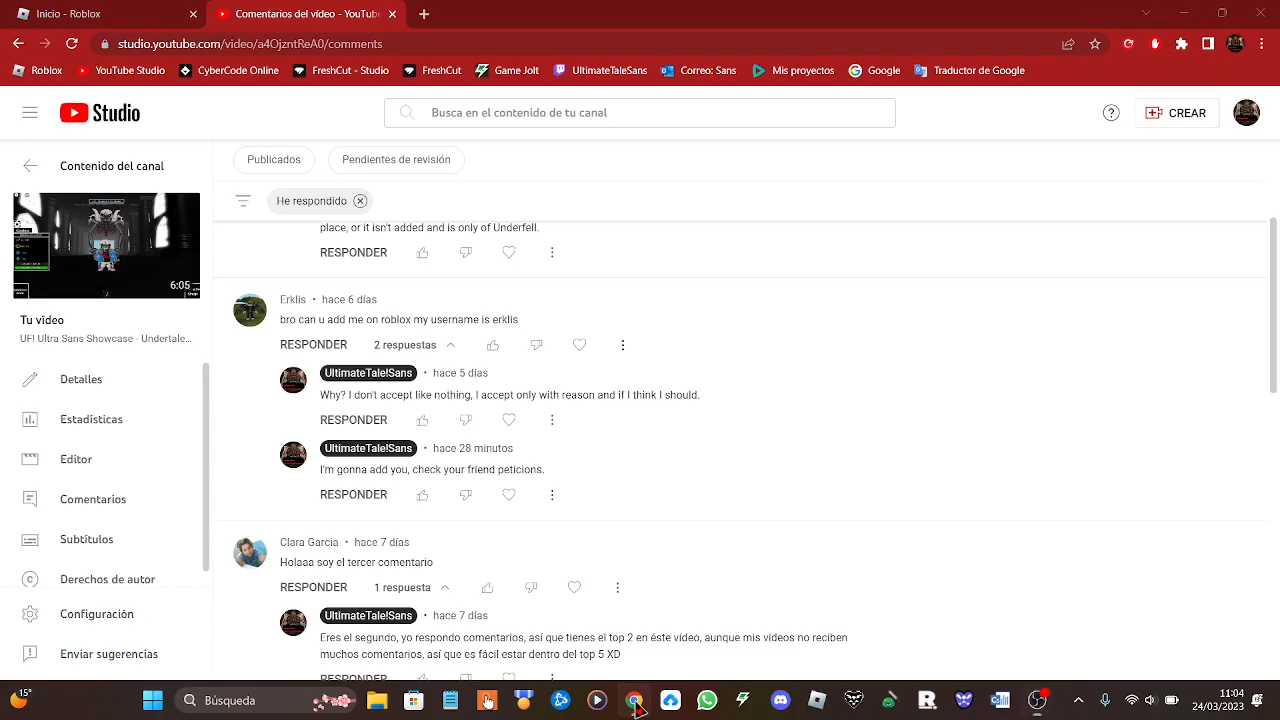 Inicio - Roblox
Comentarios del vídeo - YouTube
studio.youtube.com/video/a4OjzntReA0/comments
Roblox
YouTube Studio
CyberCode Online
FreshCut - Studio
FreshCut
Game Jolt
UltimateTaleSans
Correo: Sans
Mis proyectos
Google
Traductor de Google
Studio
Busca en el contenido de tu canal
CREAR
Contenido del canal
Publicados
Pendientes de revisión
He respondido
6:05
Tu vídeo
UF! Ultra Sans Showcase - Undertale...
Detalles
Estadísticas
Editor
Comentarios
Subtítulos
Derechos de autor
Configuración
Enviar sugerencias
place, or it isn't added and is only of Underfell.
RESPONDER
Erklis • hace 6 días
bro can u add me on roblox my username is erklis
RESPONDER 2 respuestas
UltimateTale!Sans • hace 5 días
Why? I don't accept like nothing, I accept only with reason and if I think I should.
RESPONDER
UltimateTale!Sans • hace 28 minutos
I'm gonna add you, check your friend peticions.
RESPONDER
Clara Garcia • hace 7 días
Holaaa soy el tercer comentario
RESPONDER 1 respuesta
UltimateTale!Sans • hace 7 días
Eres el segundo, yo respondo comentarios, así que tienes el top 2 en éste vídeo, aunque mis videos no reciben
muchos comentarios, así que es fácil estar dentro del top 5 XD
15°
Búsqueda
11:04
24/03/2023